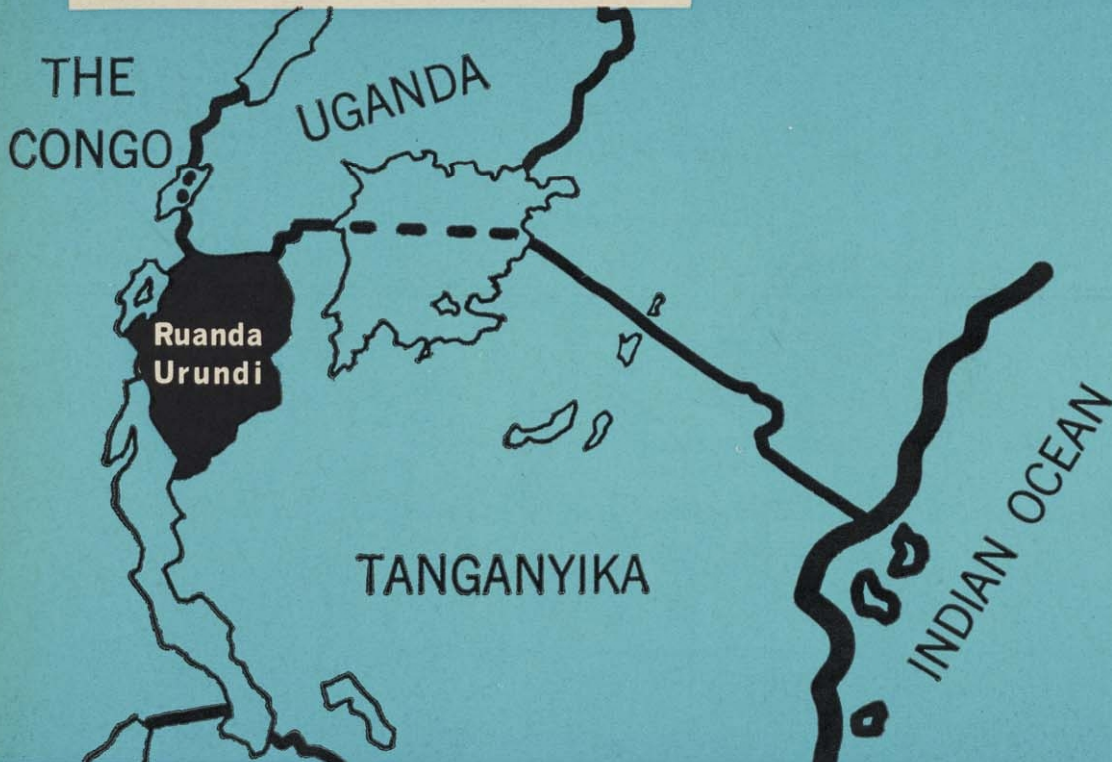 THE
CONGO
UGANDA
Ruanda
Urundi
TANGANYIKA
INDIAN OCEAN